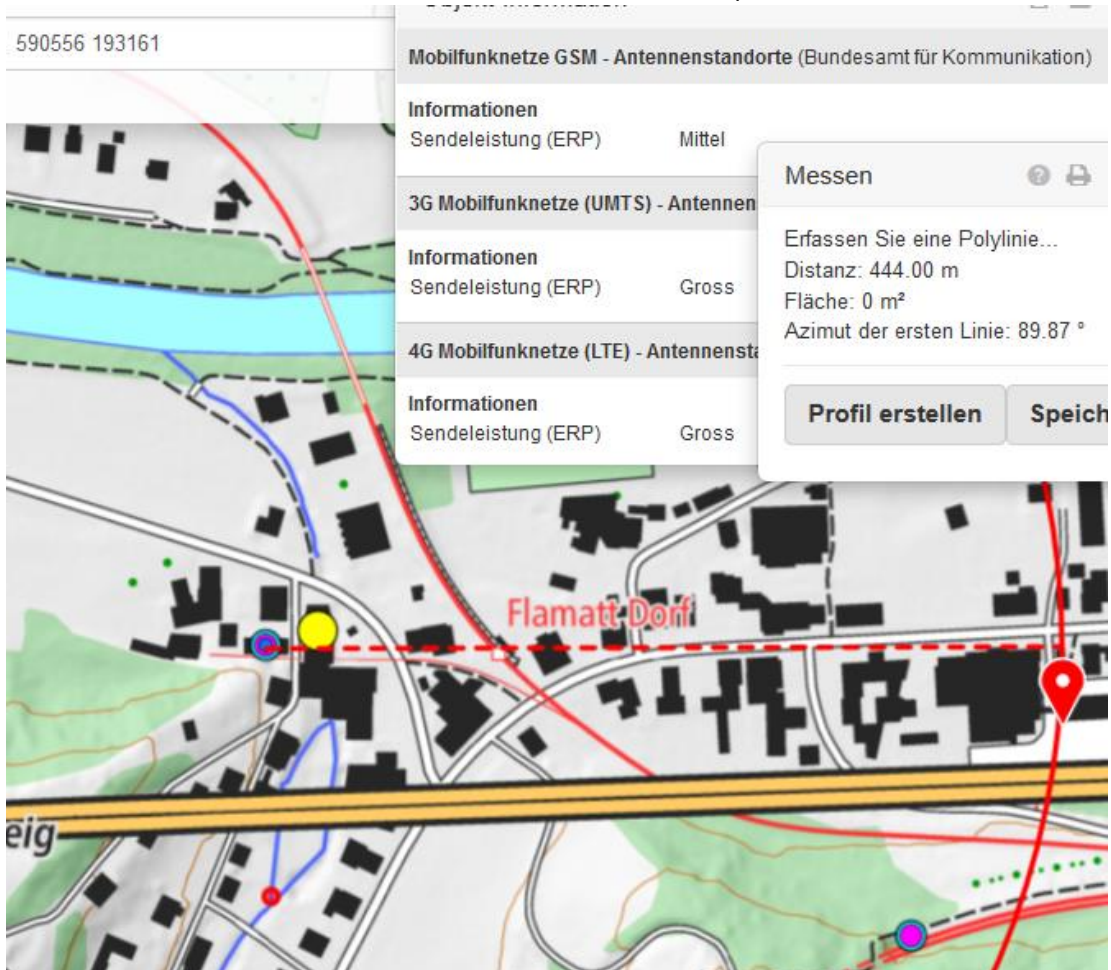 Objekt-Information
590556 193161
Mobilfunknetze GSM - Antennenstandorte (Bundesamt für Kommunikation)
Informationen
Sendeleistung (ERP) Mittel
3G Mobilfunknetze (UMTS) - Antennen
Informationen
Sendeleistung (ERP) Gross
4G Mobilfunknetze (LTE) - Antennensta
Informationen
Sendeleistung (ERP) Gross
Messen
Erfassen Sie eine Polylinie...
Distanz: 444.00 m
Fläche: 0 m²
Azimut der ersten Linie: 89.87 °
Profil erstellen
Speich
Flamatt Dorf
eig